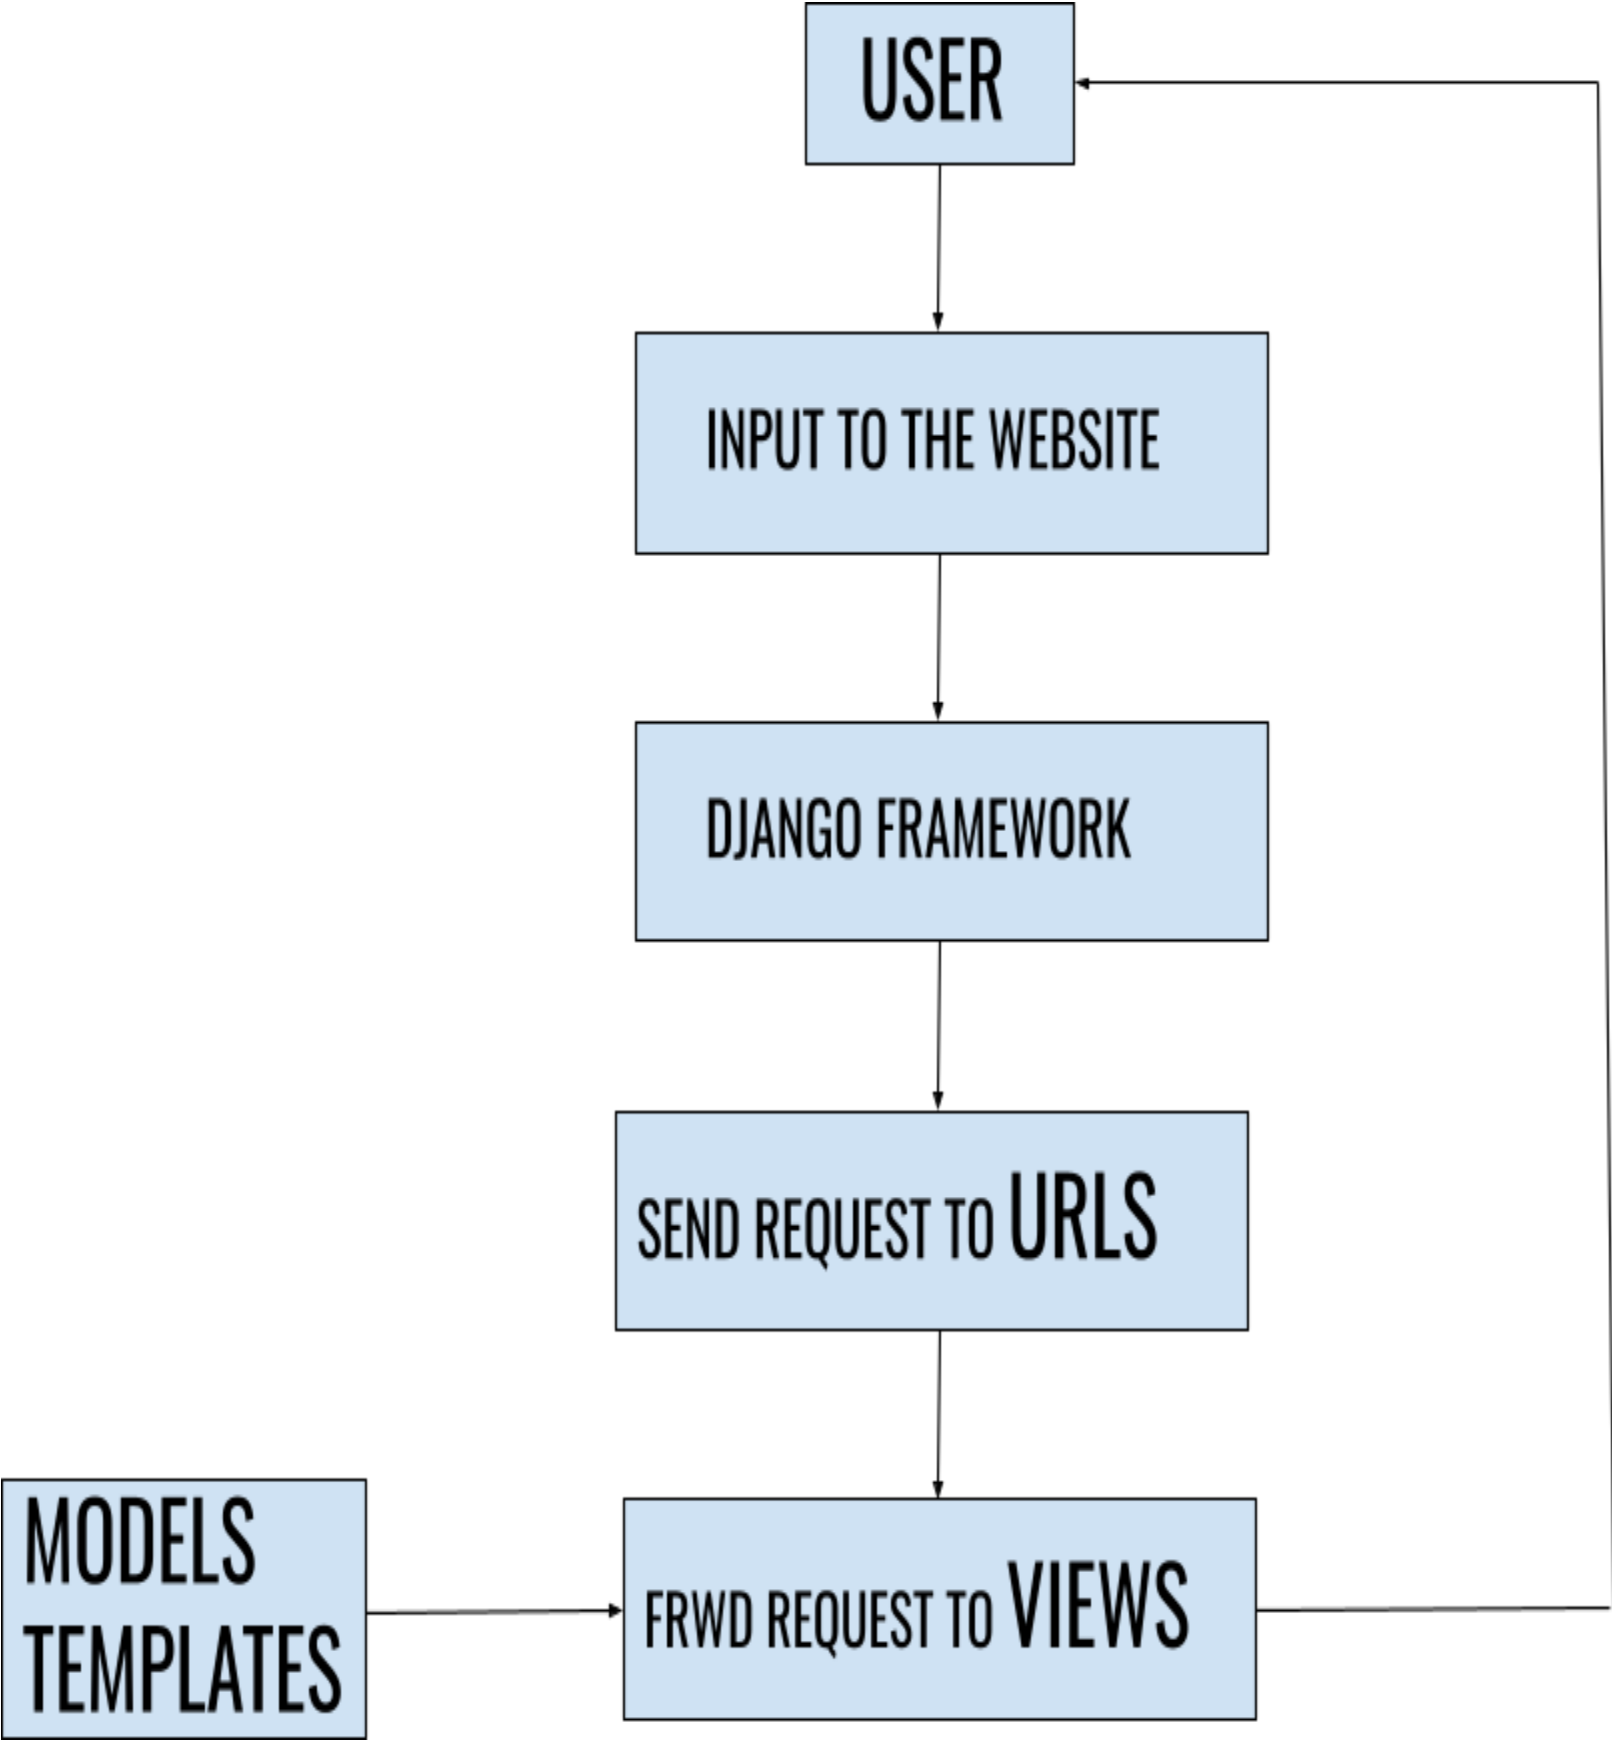 USER
INPUT TO THE WEBSITE
DJANGO FRAMEWORK
SEND REQUEST TO URLS
MODELS
TEMPLATES
FRWD REQUEST TO VIEWS